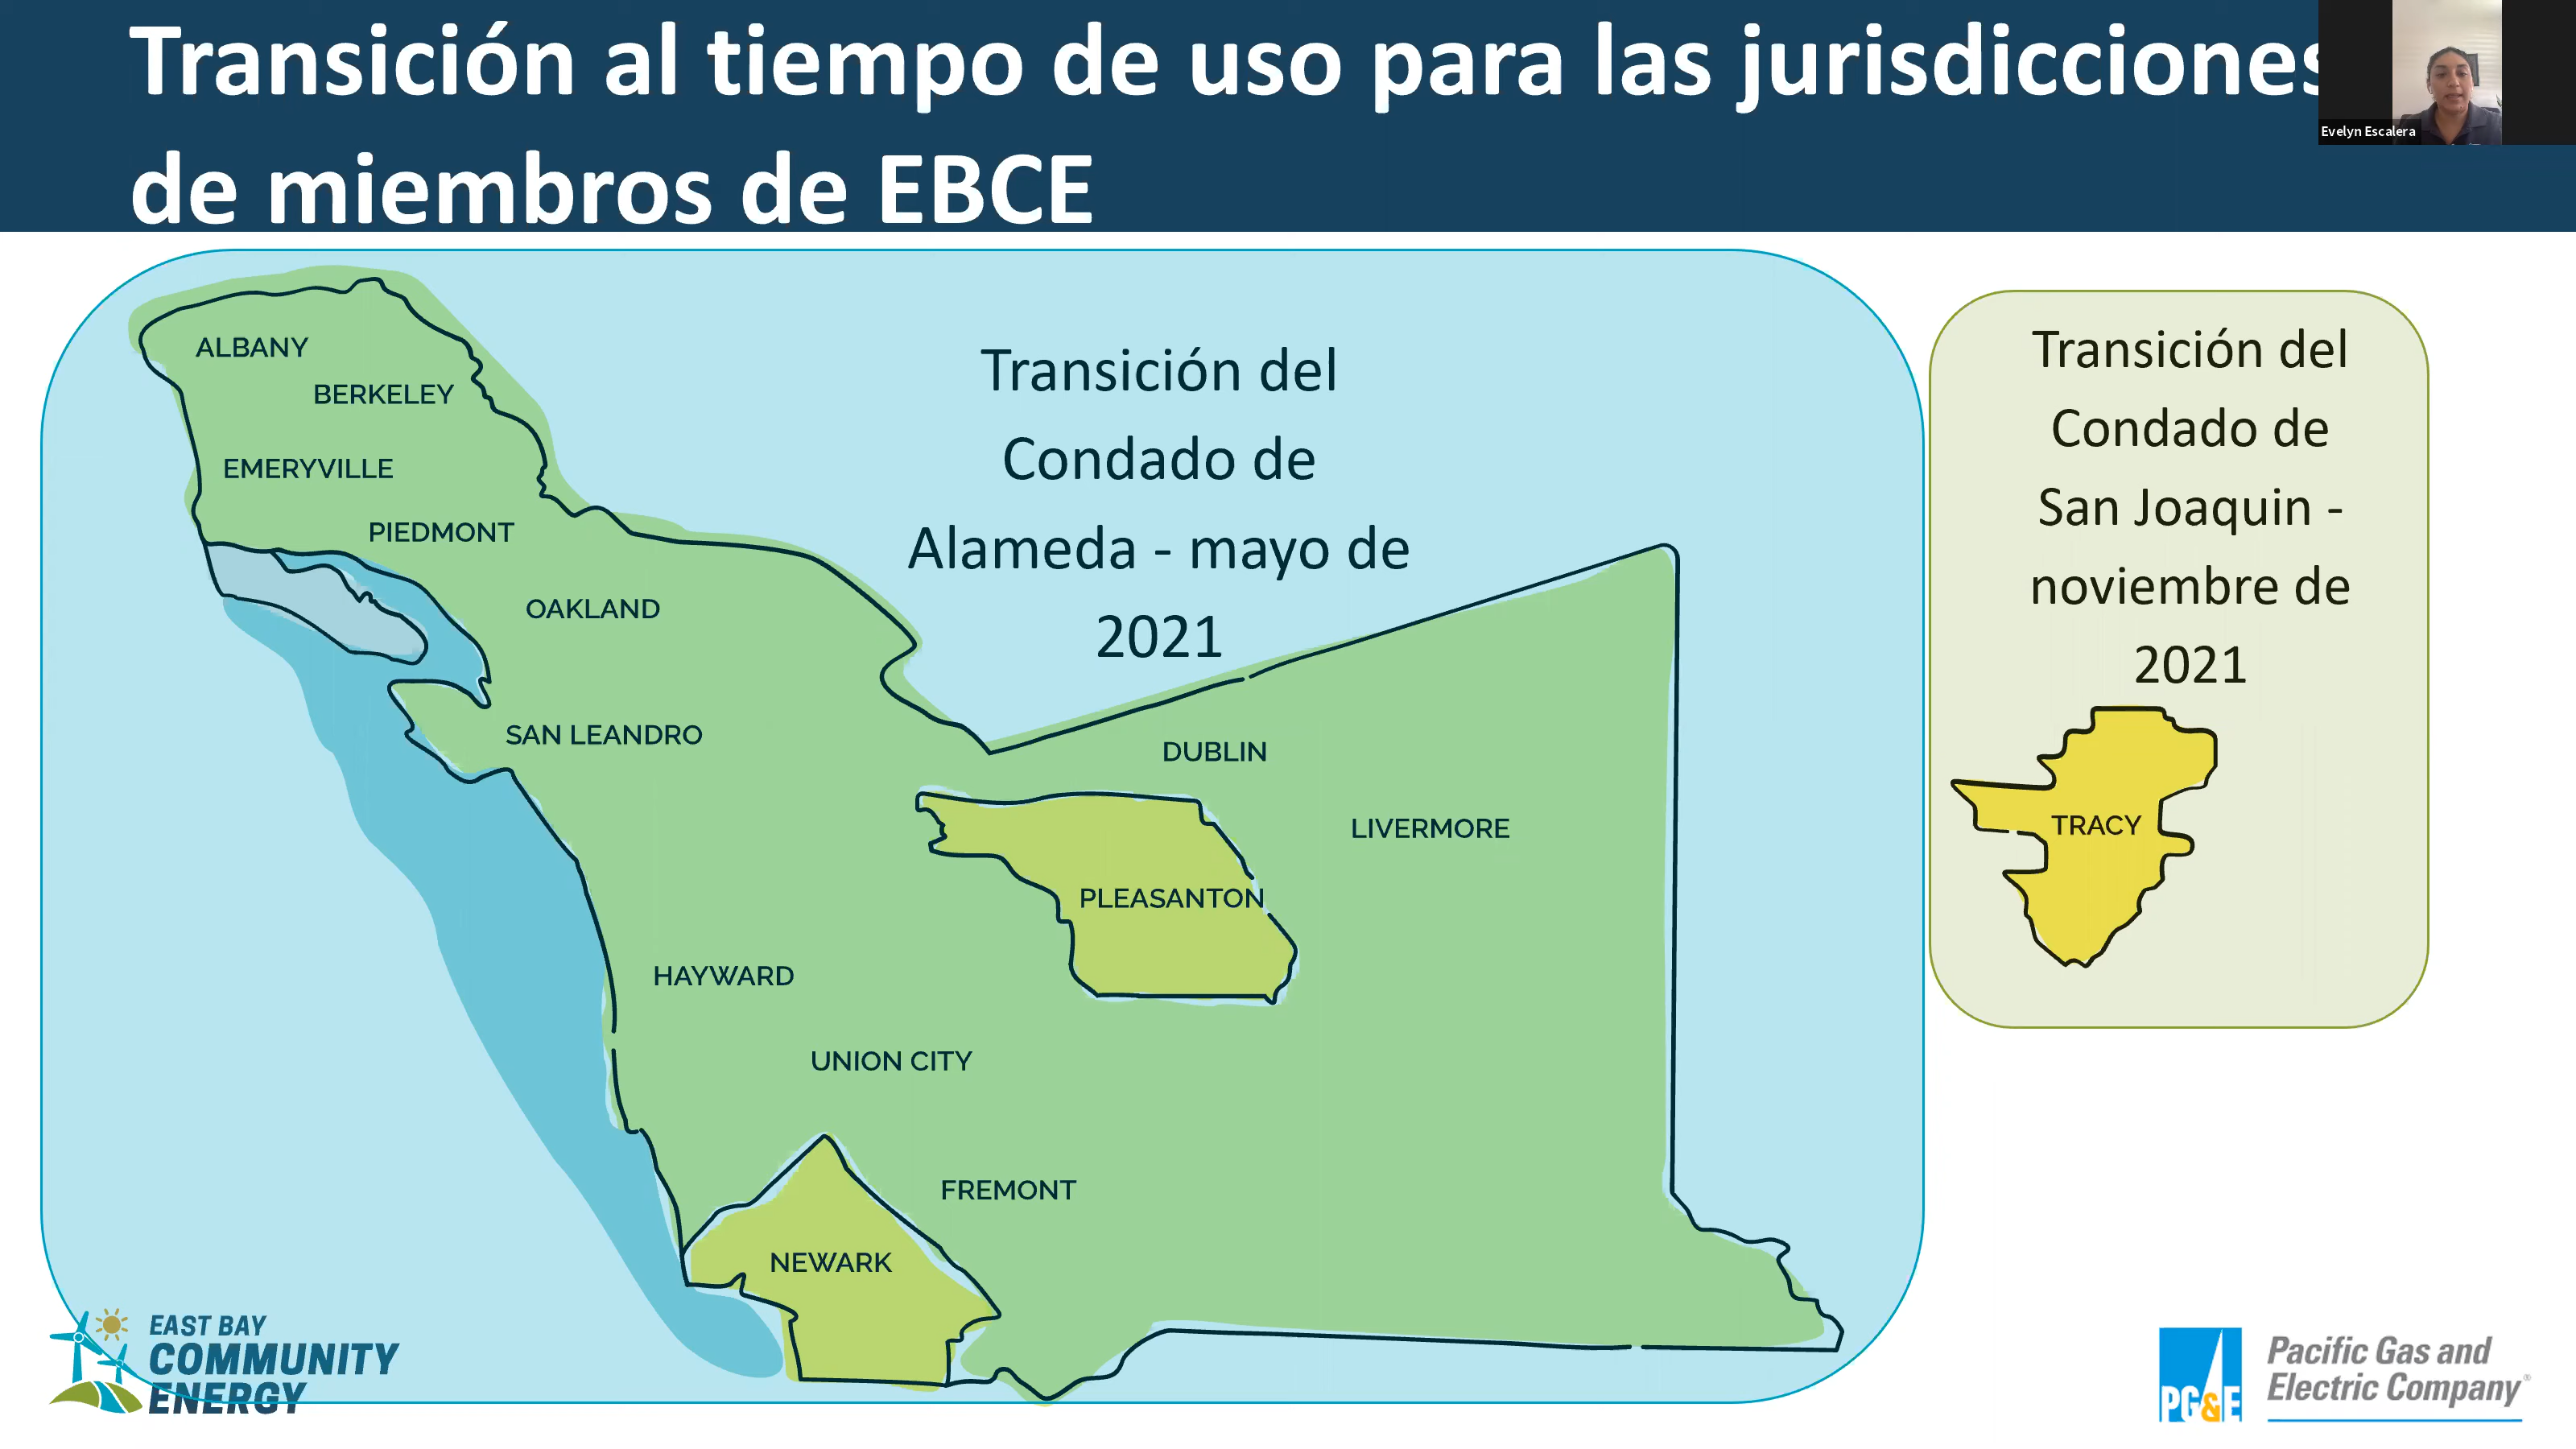 Transición al tiempo de uso para las jurisdicciones
de miembros de EBCE
Evelyn Escalera
Transición del
Condado de
Alameda - mayo de
2021
Transición del
Condado de
San Joaquin -
noviembre de
2021
ALBANY
BERKELEY
EMERYVILLE
PIEDMONT
OAKLAND
SAN LEANDRO
DUBLIN
LIVERMORE
PLEASANTON
TRACY
HAYWARD
UNION CITY
FREMONT
NEWARK
EAST BAY
COMMUNITY
ENERGY
PG&E
Pacific Gas and
Electric Company®